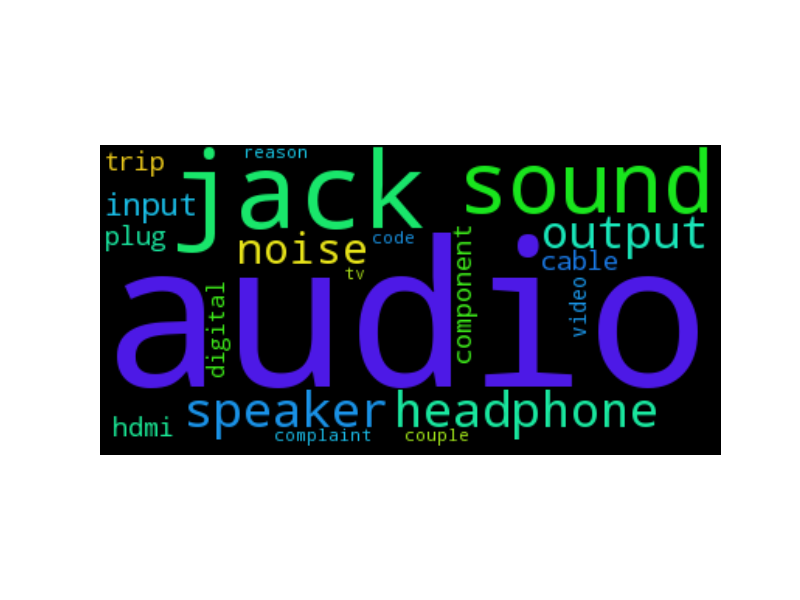 reason
trip
jack
sound
input
plug
noise
code
output
tv
component
cable
audio
digital
video
speaker
headphone
hdmi
complaint
couple